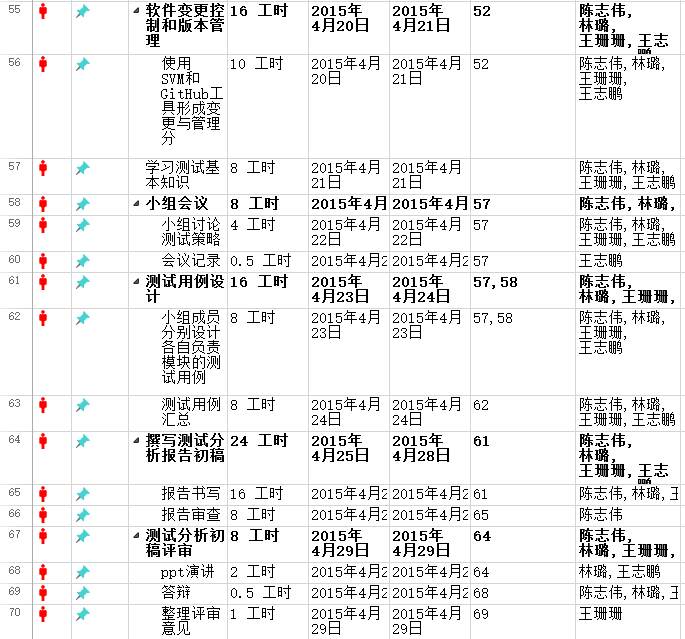 55 软件变更控制和版本管理 16 工时 2015年4月20日 2015年4月21日 52 陈志伟,林璐,王珊珊,王志鹏
56 使用SVM和GitHub工具形成变更与管理分 10 工时 2015年4月20日 2015年4月21日 52 陈志伟,林璐,王珊珊,王志鹏
57 学习测试基本知识 8 工时 2015年4月21日 2015年4月21日 陈志伟,林璐,王珊珊,王志鹏
58 小组会议 8 工时 2015年4月 2015年4月 57 陈志伟,林璐,
59 小组讨论测试策略 4 工时 2015年4月22日 2015年4月22日 57 陈志伟,林璐,王珊珊,王志鹏
60 会议记录 0.5 工时 2015年4月2 2015年4月2 57 王志鹏
61 测试用例设计 16 工时 2015年4月23日 2015年4月24日 57,58 陈志伟,林璐,王珊珊,
62 小组成员分别设计各自负责模块的测试用例 8 工时 2015年4月23日 2015年4月23日 57,58 陈志伟,林璐,王珊珊,王志鹏
63 测试用例汇总 8 工时 2015年4月24日 2015年4月24日 62 陈志伟,林璐,王珊珊,王志鹏
64 撰写测试分析报告初稿 24 工时 2015年4月25日 2015年4月28日 61 陈志伟,林璐,王珊珊,王志鹏
65 报告书写 16 工时 2015年4月2 2015年4月2 61 陈志伟,林璐,王
66 报告审查 8 工时 2015年4月2 2015年4月2 65 陈志伟
67 测试分析初稿评审 8 工时 2015年4月29日 2015年4月29日 64 陈志伟,林璐,王珊珊,
68 ppt演讲 2 工时 2015年4月2 2015年4月2 64 林璐,王志鹏
69 答辩 0.5 工时 2015年4月2 2015年4月2 68 陈志伟,林璐,王
70 整理评审意见 1 工时 2015年4月29日 2015年4月29日 69 王珊珊